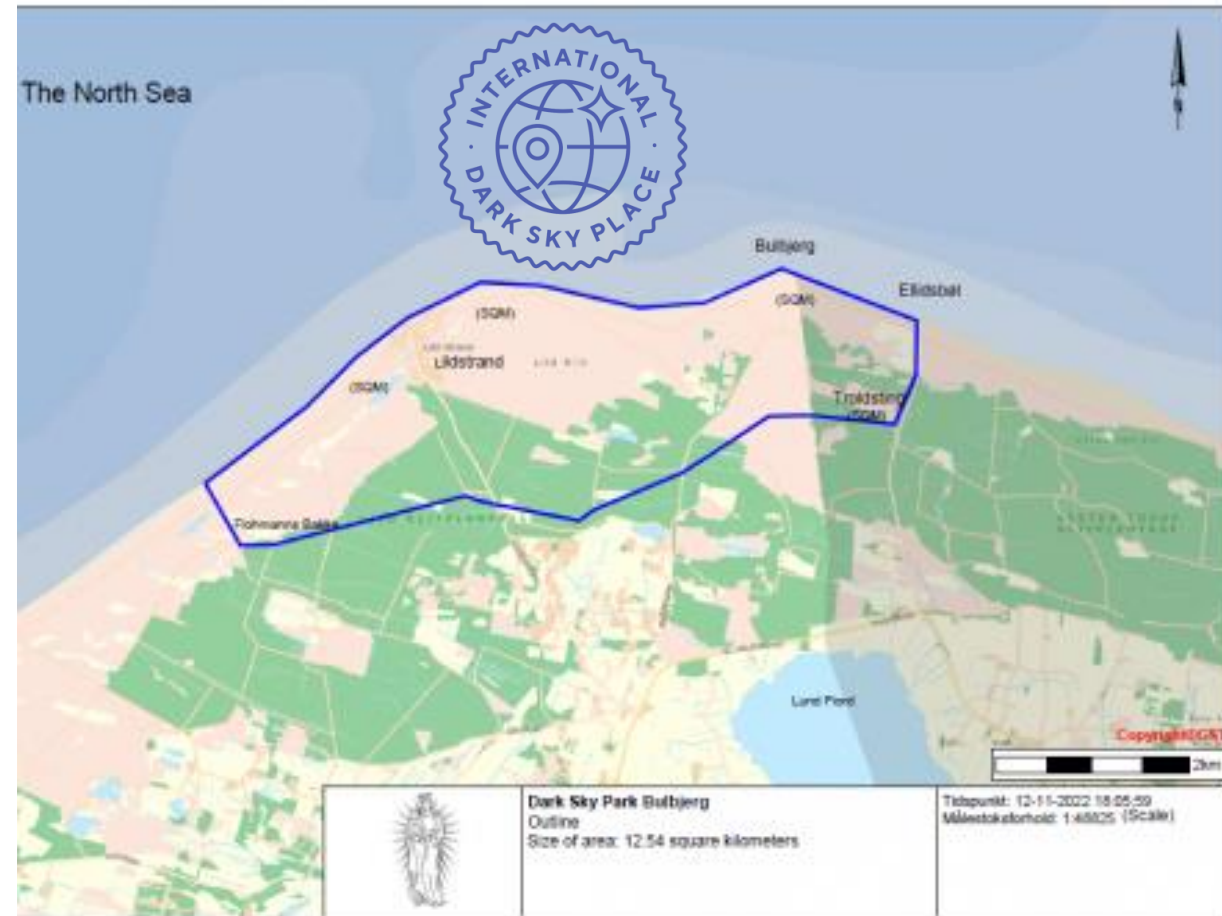 The North Sea
INTERNATIONAL
DARK SKY PLACE
Bulbjerg
Ellidsbøl
(SQM)
(SQM)
Lildstrand
(SQM)
Troldsting
(SQM)
Lund Fjord
2km
Dark Sky Park Bulbjerg
Outline
Size of area: 12.54 square kilometers
Tidspunkt: 12-11-2022 18:05:59
Målestoksforhold: (Scale)